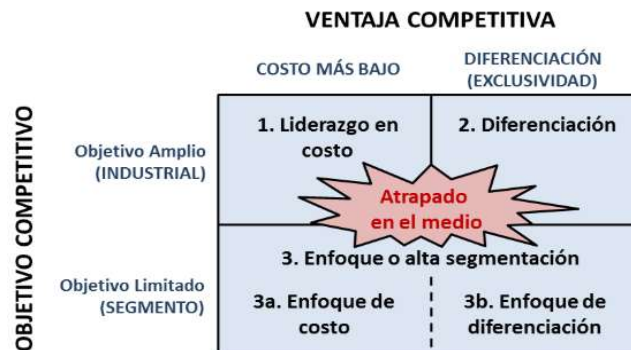 VENTAJA COMPETITIVA
COSTO MÁS BAJO
DIFERENCIACIÓN
(EXCLUSIVIDAD)
OBJETIVO COMPETITIVO
Objetivo Amplio
(INDUSTRIAL)
1. Liderazgo en
costo
2. Diferenciación
Atrapado
en el medio
Objetivo Limitado
(SEGMENTO)
3. Enfoque o alta segmentación
3a. Enfoque de
costo
3b. Enfoque de
diferenciación